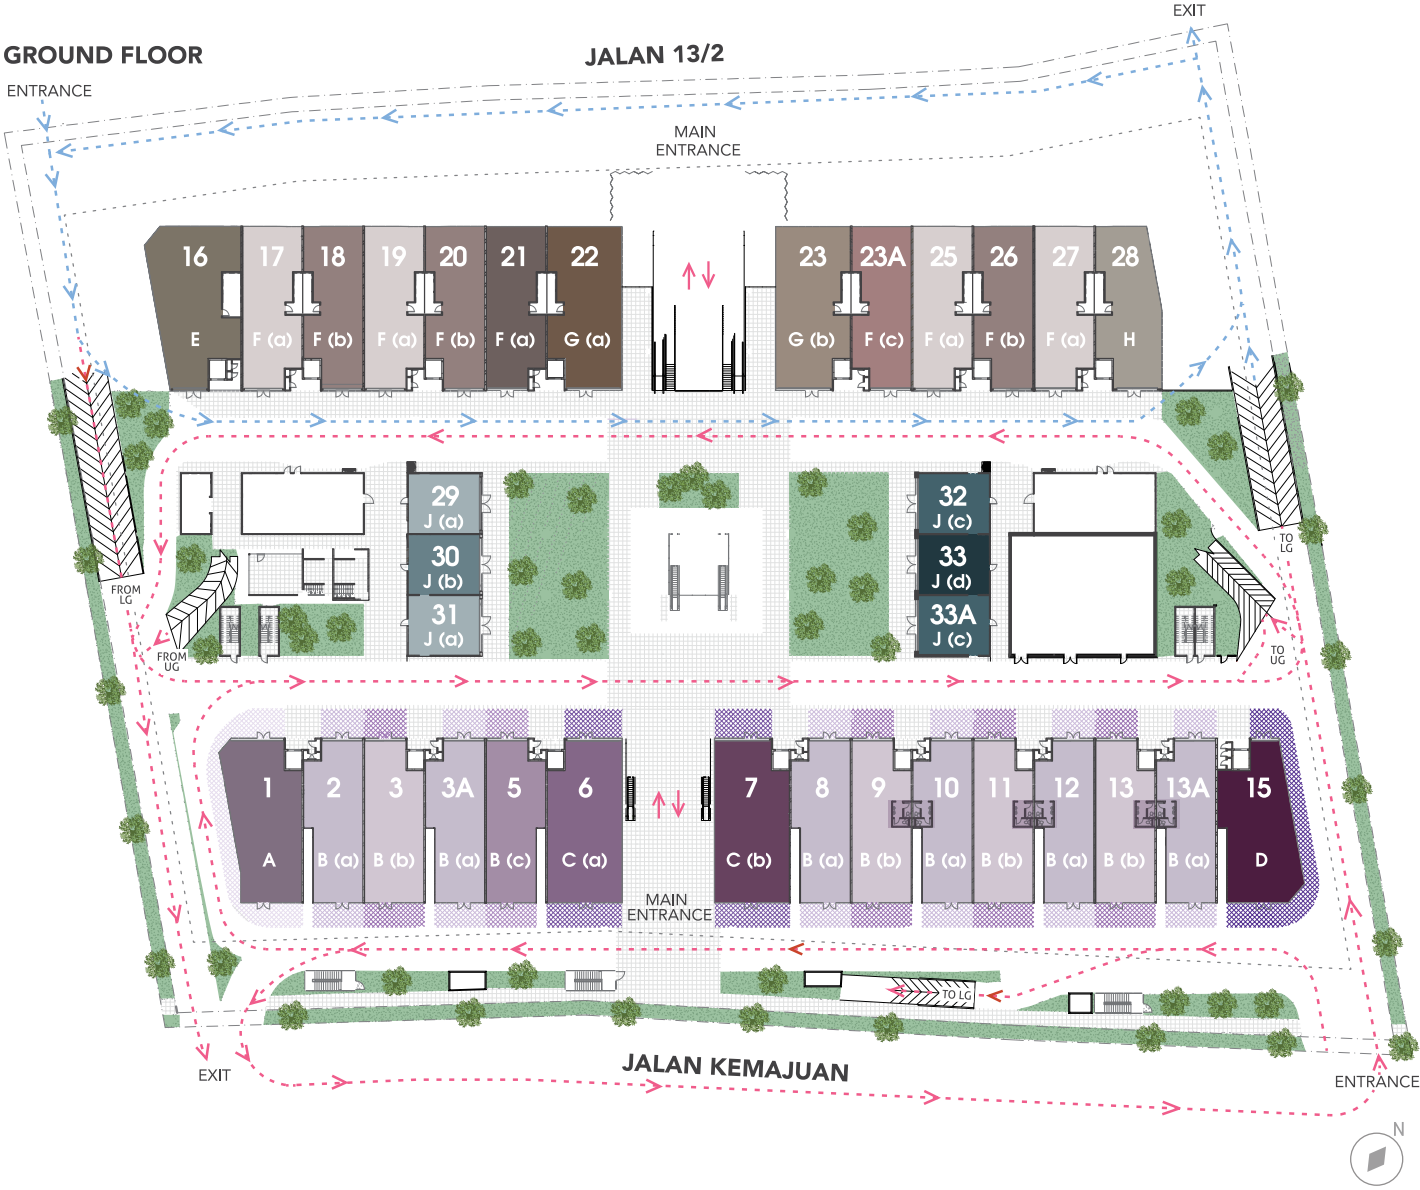 EXIT
GROUND FLOOR
JALAN 13/2
ENTRANCE
MAIN
ENTRANCE
16 17 18 19 20 21 22 23 23A 25 26 27 28
E F (a) F (b) F (a) F (b) F (a) G (a) G (b) F (c) F (a) F (b) F (a) H
29
J (a)
30
J (b)
31
J (a)
32
J (c)
33
J (d)
33A
J (c)
TO
LG
FROM
LG
FROM
UG
TO
UG
1 2 3 3A 5 6 7 8 9 10 11 12 13 13A 15
A B (a) B (b) B (a) B (c) C (a) C (b) B (a) B (b) B (a) B (b) B (a) B (b) B (a) D
MAIN
ENTRANCE
TO LG
EXIT
JALAN KEMAJUAN
ENTRANCE
N